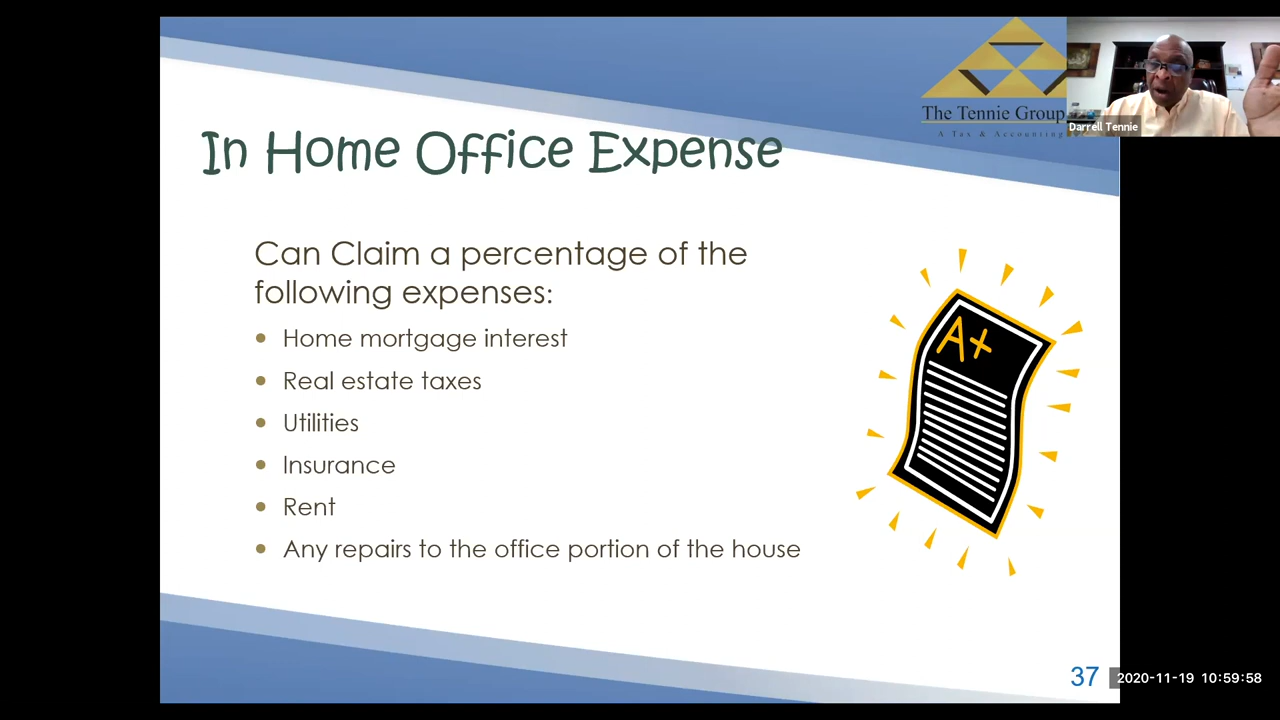 The Tennie Group
A Tax & Accounting
Darrell Tennie
In Home Office Expense
Can Claim a percentage of the
following expenses:
• Home mortgage interest
• Real estate taxes
• Utilities
• Insurance
• Rent
• Any repairs to the office portion of the house
A+
37
2020-11-19 10:59:58